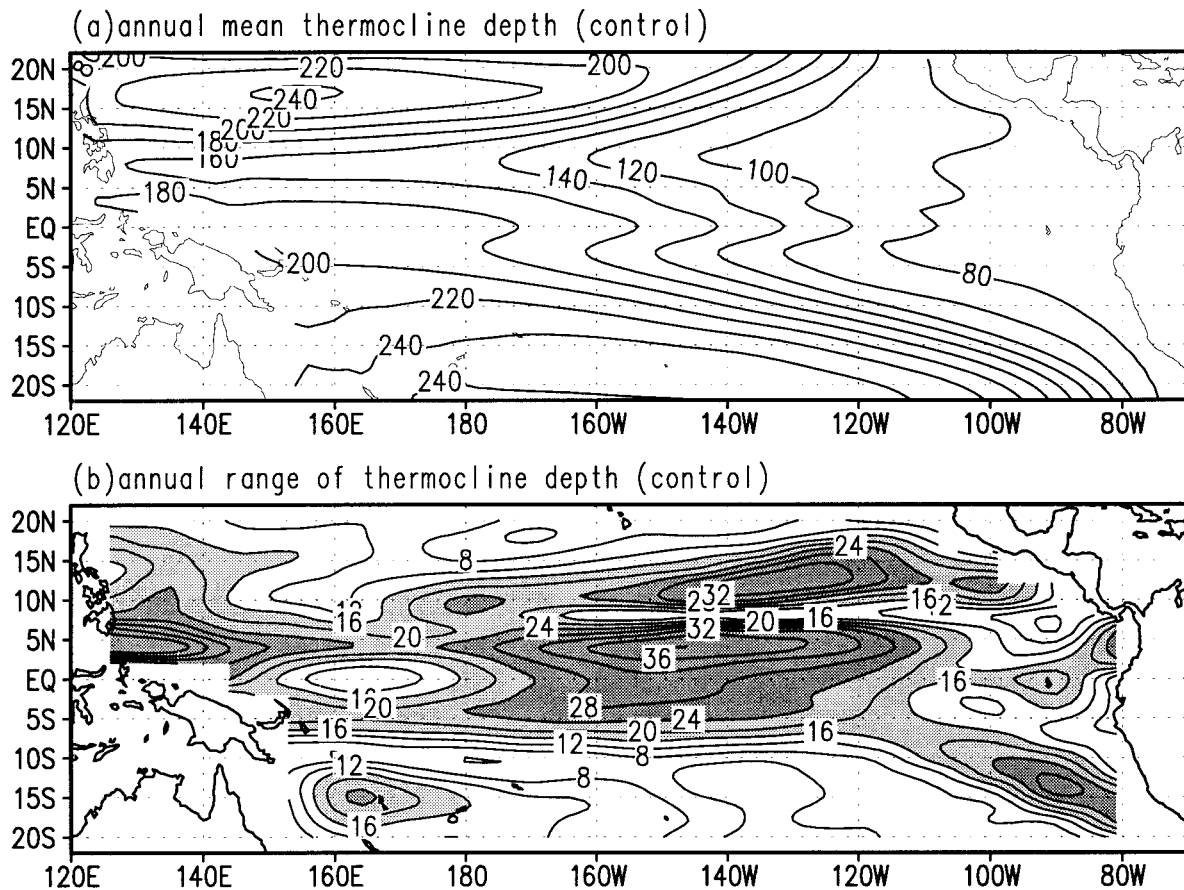 (a)annual mean thermocline depth (control)
20N 200 220 200
15N 240
220
200
180
10N 160 120 100
5N 180 140
EQ
5S 200 80
10S 220
15S 240
20S 240
120E 140E 160E 180 160W 140W 120W 100W 80W
(b)annual range of thermocline depth (control)
20N
15N 8 24
10N 12 32 16
16 20 24 32 20 16
5N
36
EQ 16
16
20 28 24
5S 16 20 16
12
10S 12 8 8
15S
16
20S
120E 140E 160E 180 160W 140W 120W 100W 80W